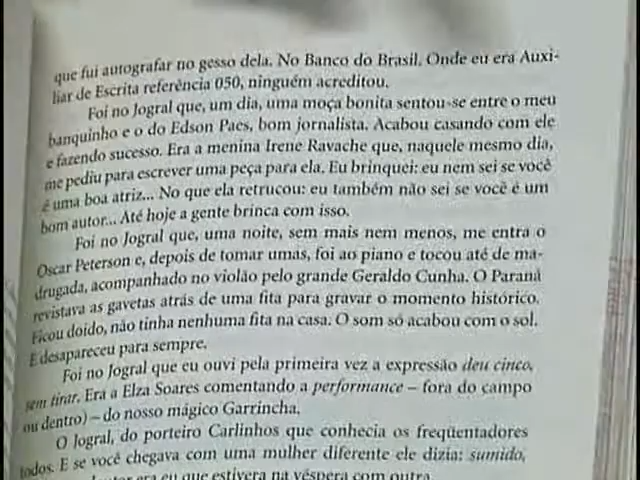 que fui autografar no gesso dela. No Banco do Brasil. Onde eu era Auxi-
liar de Escrita referência 050, ninguém acreditou.
Foi no Jogral que, um dia, uma moça bonita sentou-se entre o meu
banquinho e o do Edson Paes, bom jornalista. Acabou casando com ele
e fazendo sucesso. Era a menina Irene Ravache que, naquele mesmo dia,
me pediu para escrever uma peça para ela. Eu brinquei: eu nem sei se você
é uma boa atriz... No que ela retrucou: eu também não sei se você é um
bom autor... Até hoje a gente brinca com isso.
Foi no Jogral que, uma noite, sem mais nem menos, me entra o
Oscar Peterson e, depois de tomar umas, foi ao piano e tocou até de ma-
drugada, acompanhado no violão pelo grande Geraldo Cunha. O Paraná
revistava as gavetas atrás de uma fita para gravar o momento histórico.
Ficou doido, não tinha nenhuma fita na casa. O som só acabou com o sol.
E desapareceu para sempre.
Foi no Jogral que eu ouvi pela primeira vez a expressão deu cinco,
sem tirar. Era a Elza Soares comentando a performance – fora do campo
ou dentro) – do nosso mágico Garrincha.
O Jogral, do porteiro Carlinhos que conhecia os freqüentadores
todos. E se você chegava com uma mulher diferente ele dizia: sumido,
era eu que estivera na véspera com outra.